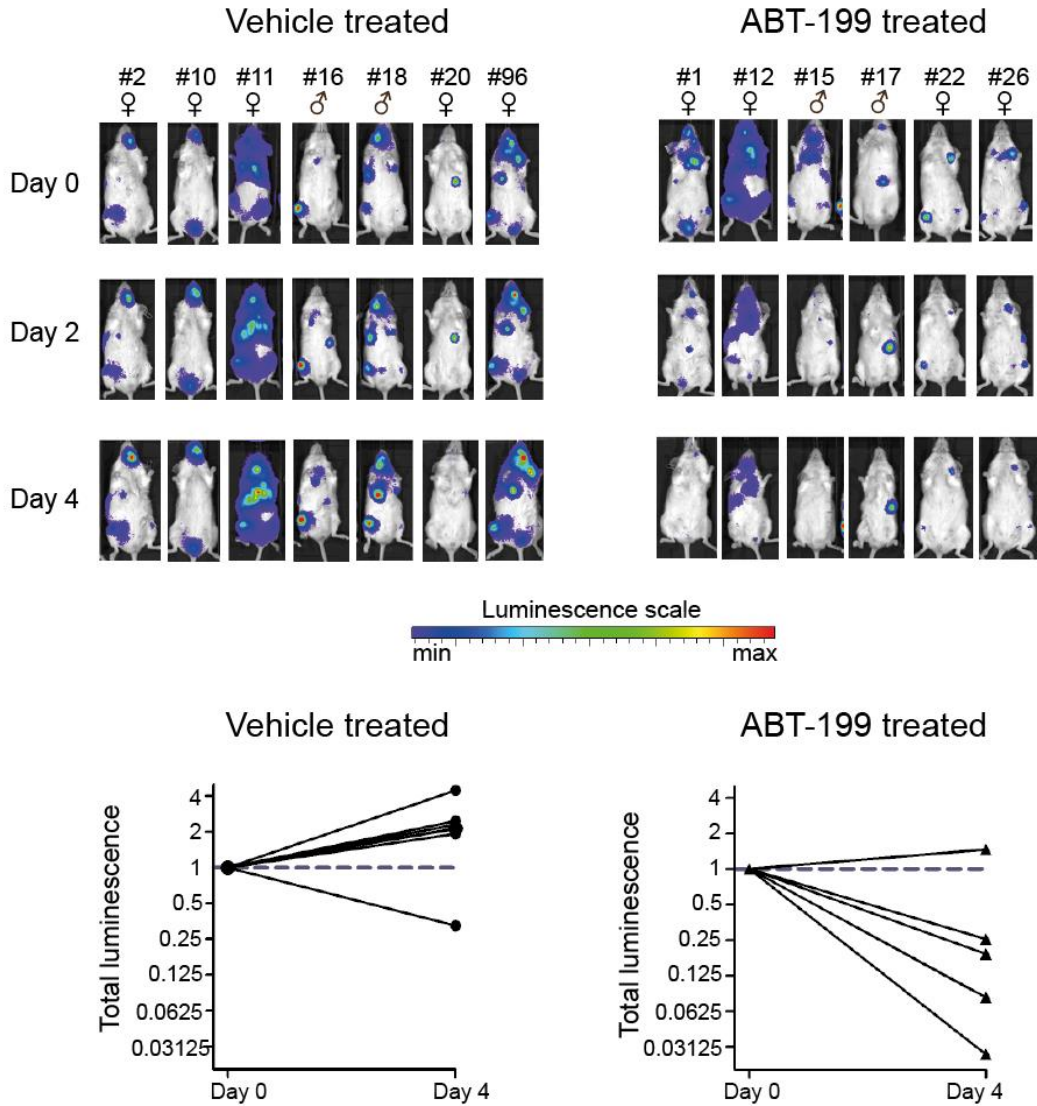 Vehicle treated ABT-199 treated
#2 #10 #11 #16 #18 #20 #96 #1 #12 #15 #17 #22 #26
♀ ♀ ♀ ♂ ♂ ♀ ♀ ♀ ♀ ♂ ♂ ♀ ♀
Day 0
Day 2
Day 4
Luminescence scale
min max
Vehicle treated
Total luminescence
4
2
1
0.5
0.25
0.125
0.0625
0.03125
Day 0 Day 4
ABT-199 treated
Total luminescence
4
2
1
0.5
0.25
0.125
0.0625
0.03125
Day 0 Day 4